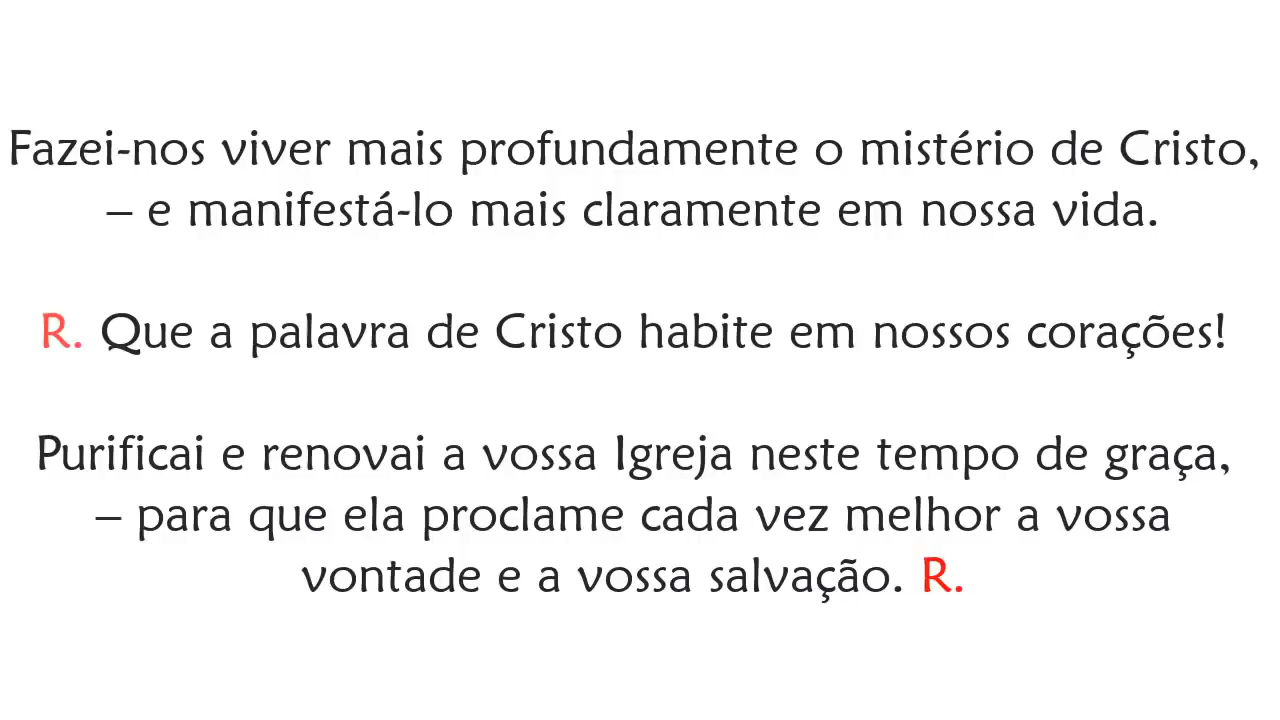 Fazei-nos viver mais profundamente o mistério de Cristo,
– e manifestá-lo mais claramente em nossa vida.
R. Que a palavra de Cristo habite em nossos corações!
Purificai e renovai a vossa Igreja neste tempo de graça,
– para que ela proclame cada vez melhor a vossa
vontade e a vossa salvação. R.